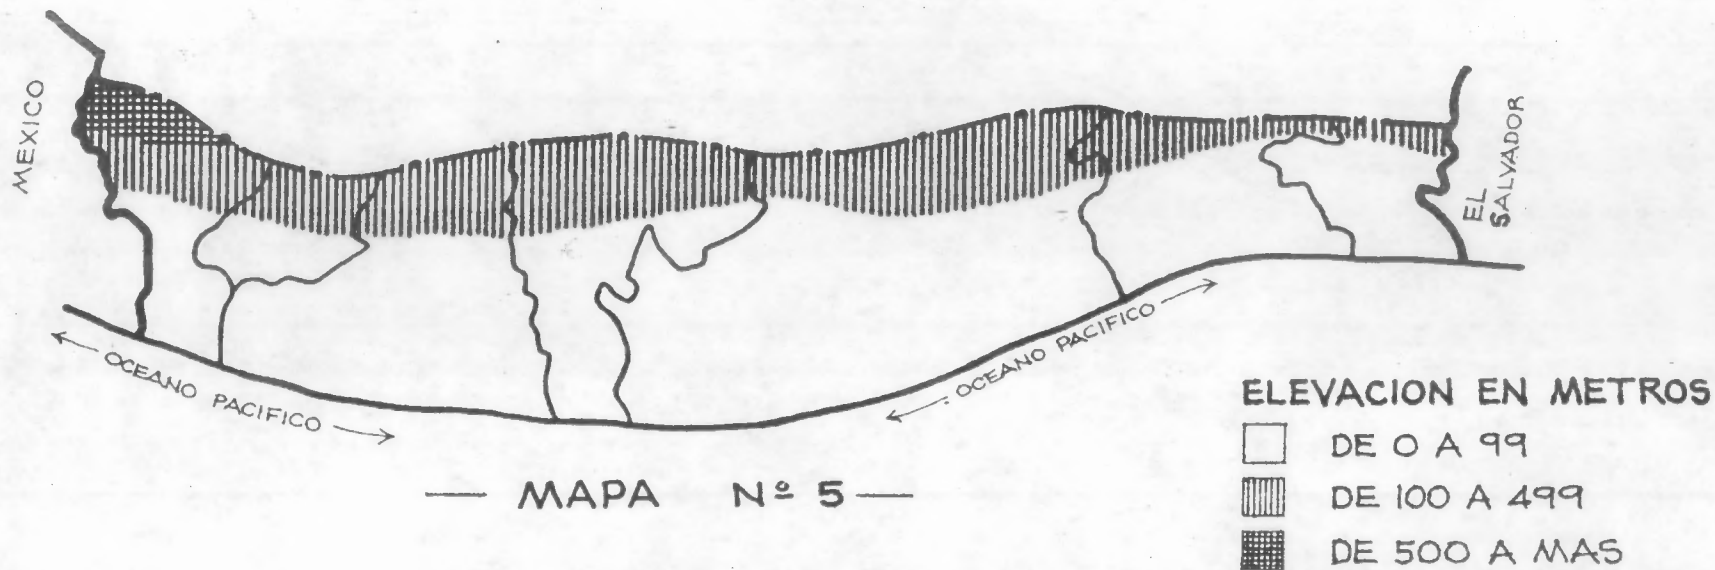 MEXICO
EL
SALVADOR
OCEANO PACIFICO
OCEANO PACIFICO
ELEVACION EN METROS
DE 0 A 99
DE 100 A 499
DE 500 A MAS
— MAPA Nº 5 —